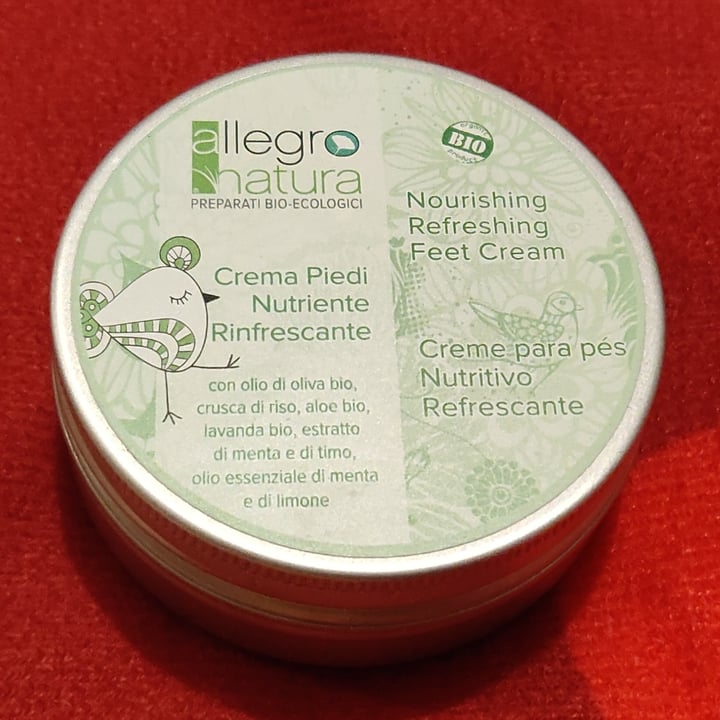 allegro
natura
PREPARATI BIO-ECOLOGICI
Crema Piedi
Nutriente
Rinfrescante
con olio di oliva bio,
crusca di riso, aloe bio,
lavanda bio, estratto
di menta e di timo,
olio essenziale di menta
e di limone
organic
BIO
product
Nourishing
Refreshing
Feet Cream
Creme para pés
Nutritivo
Refrescante